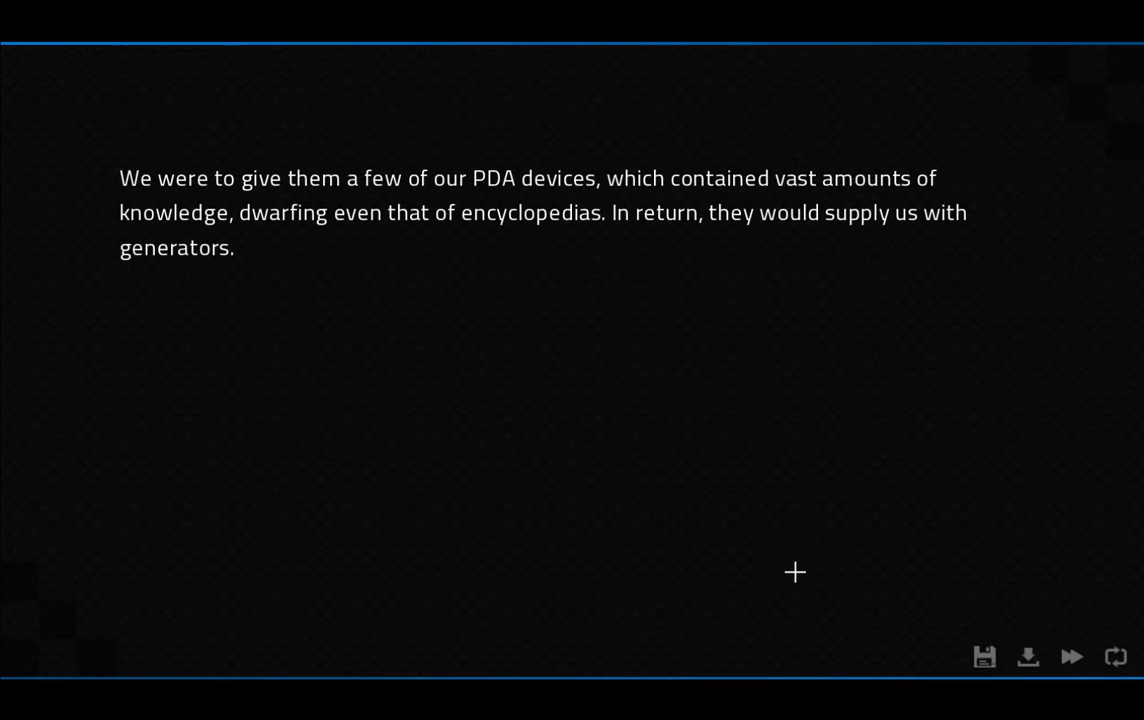 We were to give them a few of our PDA devices, which contained vast amounts of
knowledge, dwarfing even that of encyclopedias. In return, they would supply us with
generators.